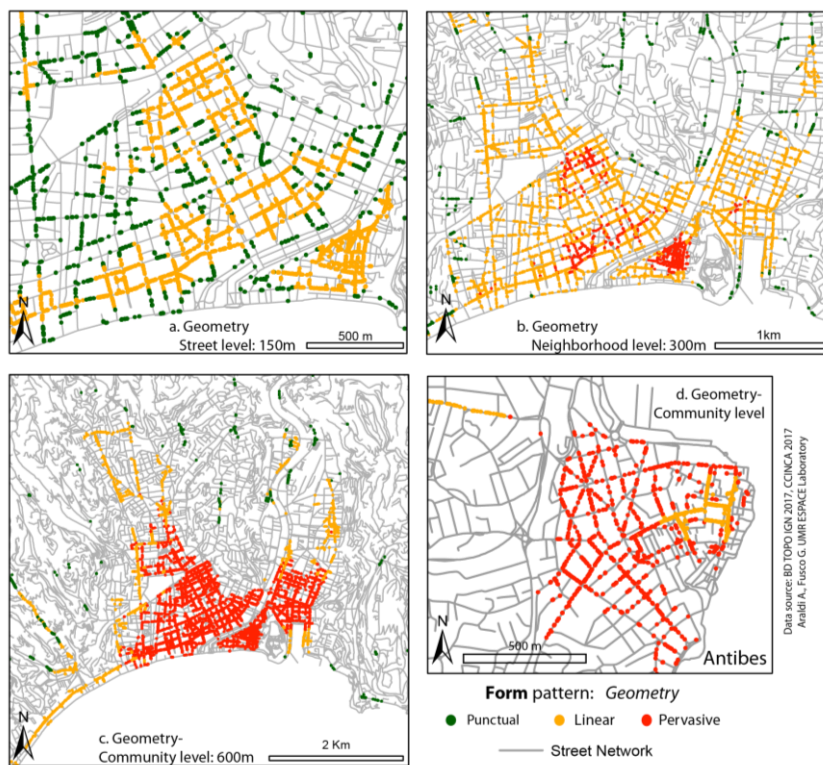 N
a. Geometry
Street level: 150m
500 m
N
b. Geometry
Neighborhood level: 300m
1km
N
c. Geometry-
Community level: 600m
2 Km
d. Geometry-
Community level
N
500 m
Antibes
Data source: BD TOPO IGN 2017, CCINCA 2017
Araldi A., Fusco G. UMR ESPACE Laboratory
Form pattern: Geometry
Punctual Linear Pervasive
Street Network